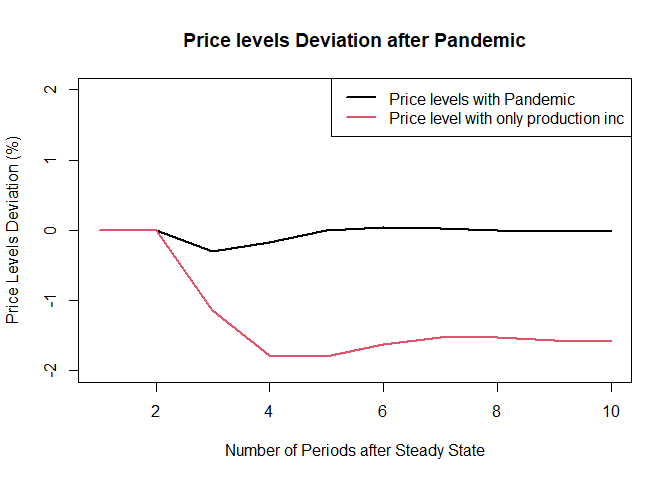 Price levels Deviation after Pandemic
Price levels with Pandemic
Price level with only production inc
Price Levels Deviation (%)
2
1
0
-1
-2
2
4
6
8
10
Number of Periods after Steady State